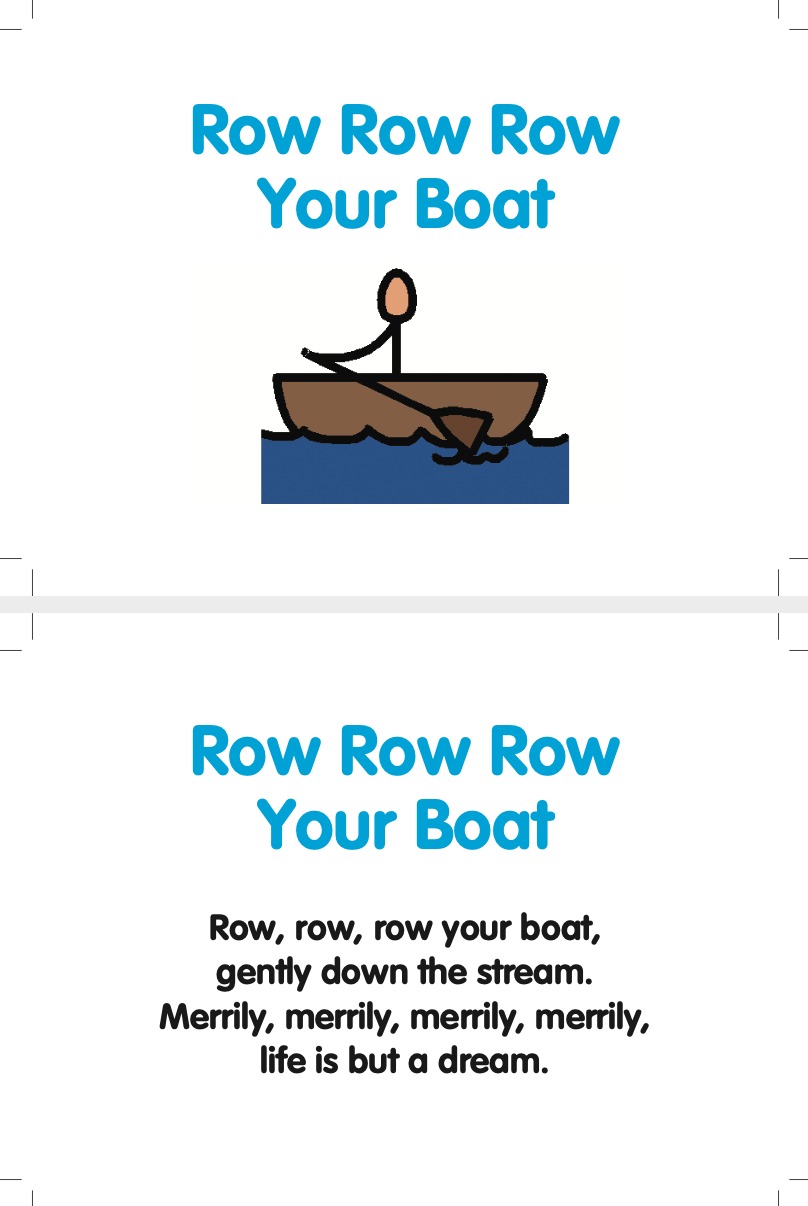 Row Row Row
Your Boat
Row Row Row
Your Boat
Row, row, row your boat,
gently down the stream.
Merrily, merrily, merrily, merrily,
life is but a dream.